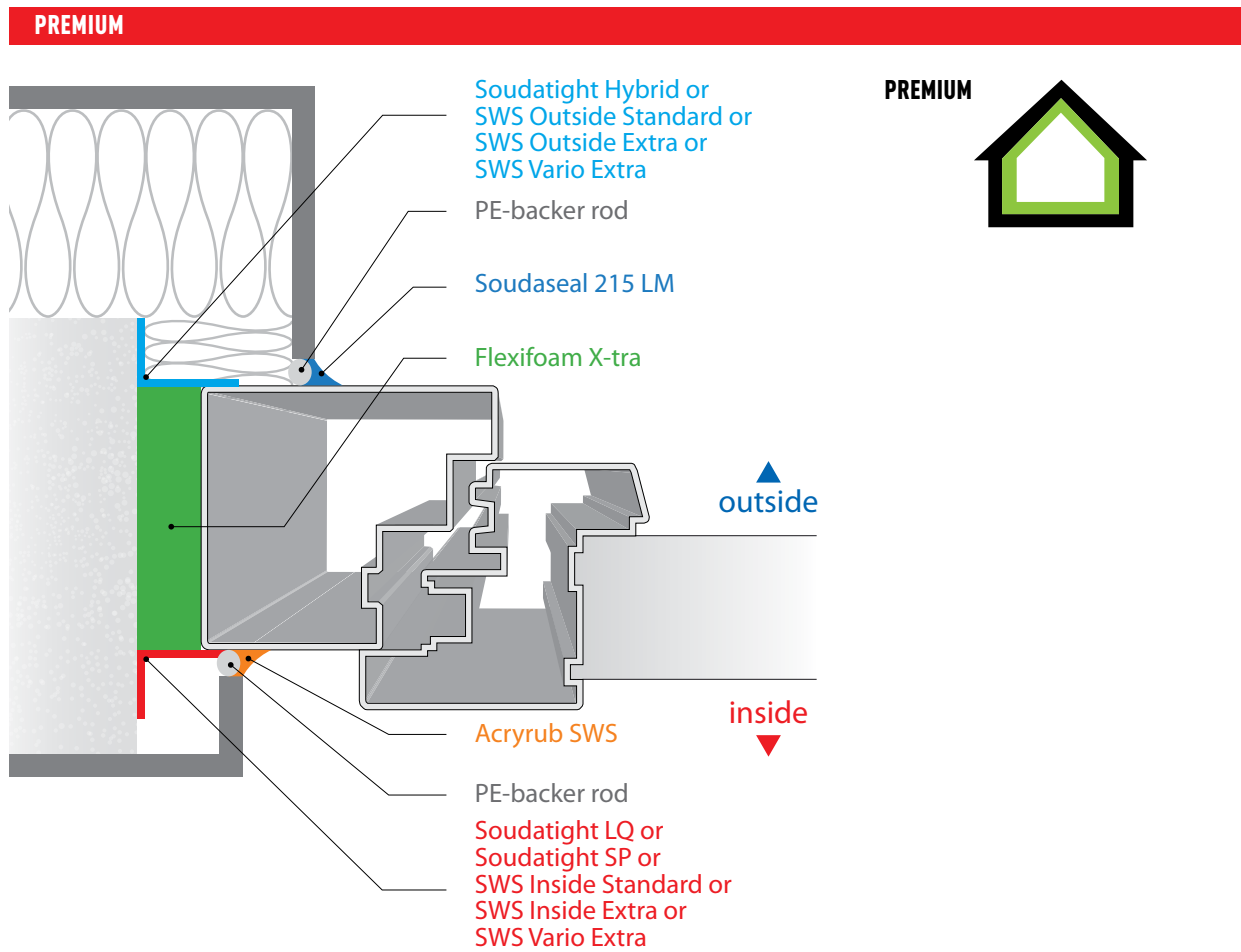 PREMIUM
Soudatight Hybrid or
SWS Outside Standard or
SWS Outside Extra or
SWS Vario Extra
PREMIUM
PE-backer rod
Soudaseal 215 LM
Flexifoam X-tra
outside
inside
Acryrub SWS
PE-backer rod
Soudatight LQ or
Soudatight SP or
SWS Inside Standard or
SWS Inside Extra or
SWS Vario Extra